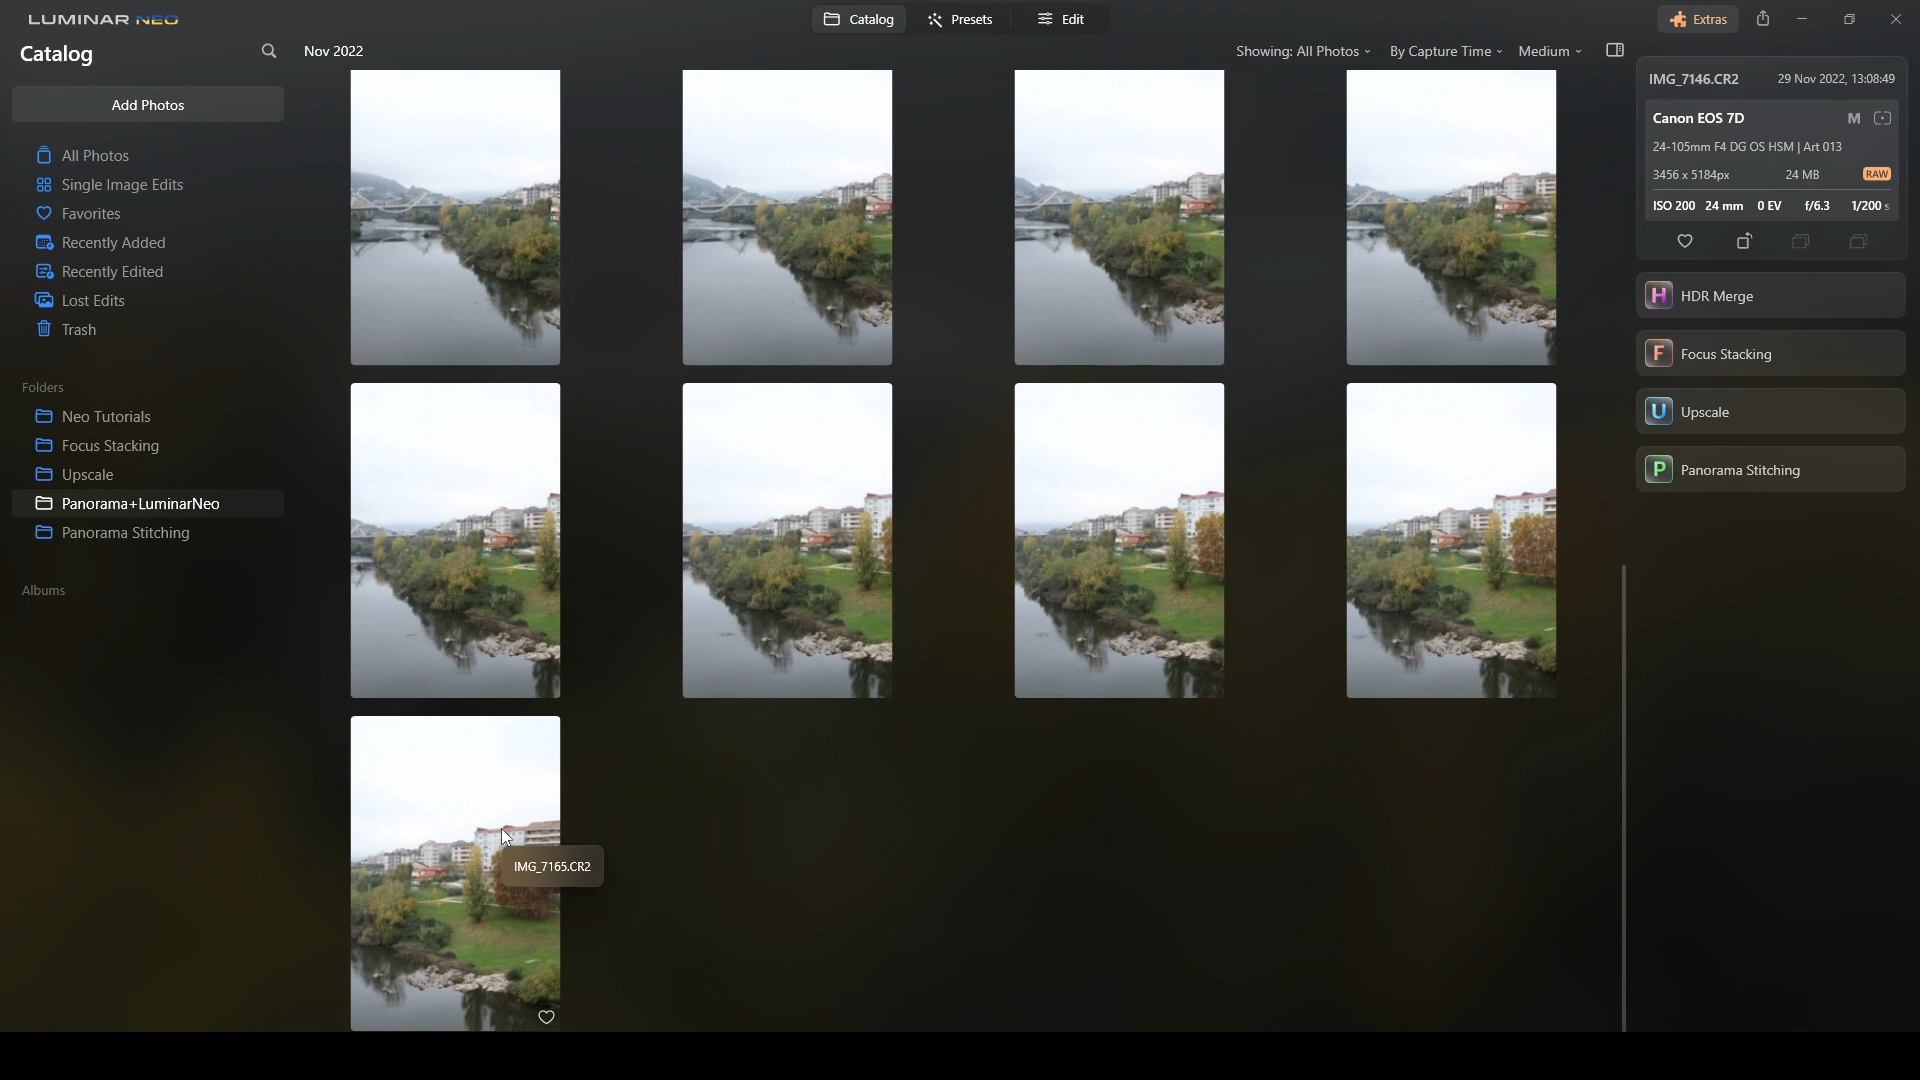 LUMINAR NEO
Catalog
Presets
Edit
Extras
Catalog
Nov 2022
Showing: All Photos
By Capture Time
Medium
Add Photos
All Photos
Single Image Edits
Favorites
Recently Added
Recently Edited
Lost Edits
Trash
Folders
Neo Tutorials
Focus Stacking
Upscale
Panorama+LuminarNeo
Panorama Stitching
Albums
IMG_7165.CR2
IMG_7146.CR2 29 Nov 2022, 13:08:49
Canon EOS 7D M
24-105mm F4 DG OS HSM | Art 013
3456 x 5184px 24 MB RAW
ISO 200 24 mm 0 EV f/6.3 1/200 s
H HDR Merge
F Focus Stacking
U Upscale
P Panorama Stitching